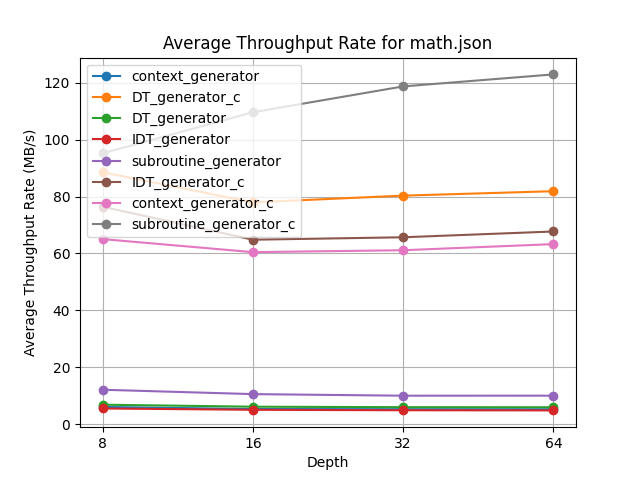 Average Throughput Rate for math.json
context_generator
DT_generator_c
DT_generator
IDT_generator
subroutine_generator
IDT_generator_c
context_generator_c
subroutine_generator_c
Average Throughput Rate (MB/s)
120
100
80
60
40
20
0
8
16
32
64
Depth